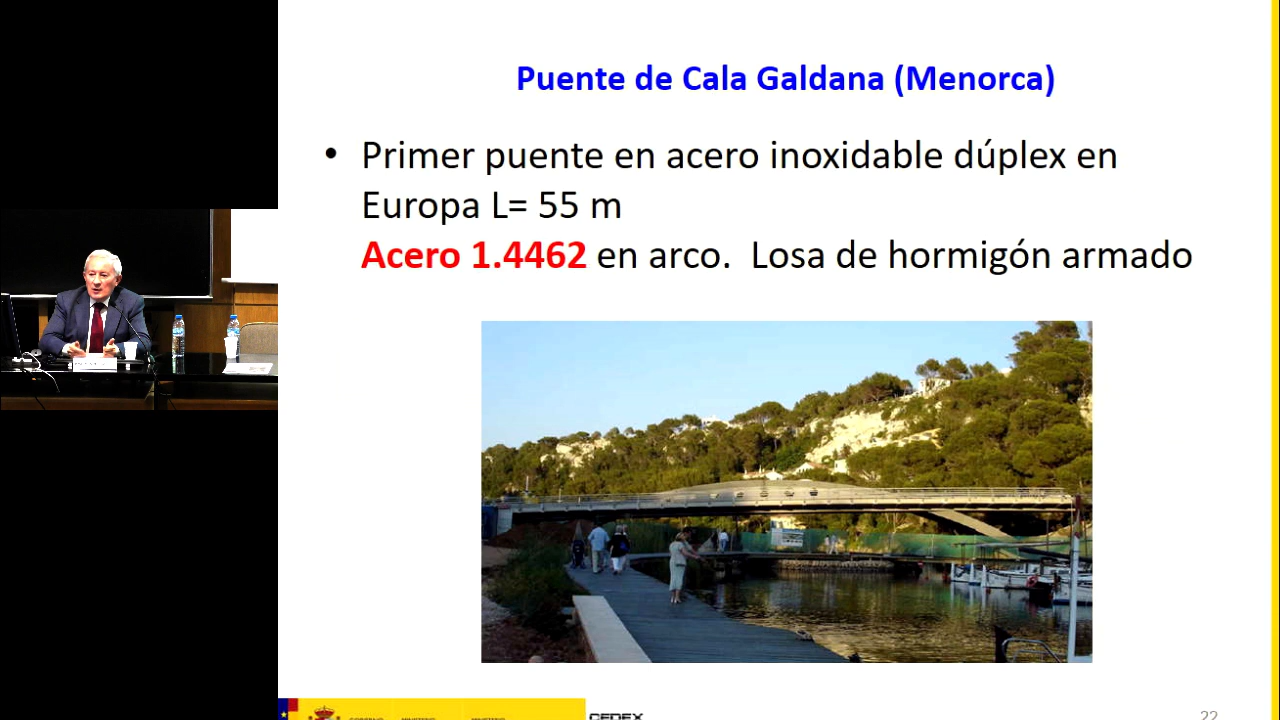 Puente de Cala Galdana (Menorca)
• Primer puente en acero inoxidable dúplex en
Europa L= 55 m
Acero 1.4462 en arco. Losa de hormigón armado
CEDEX
22